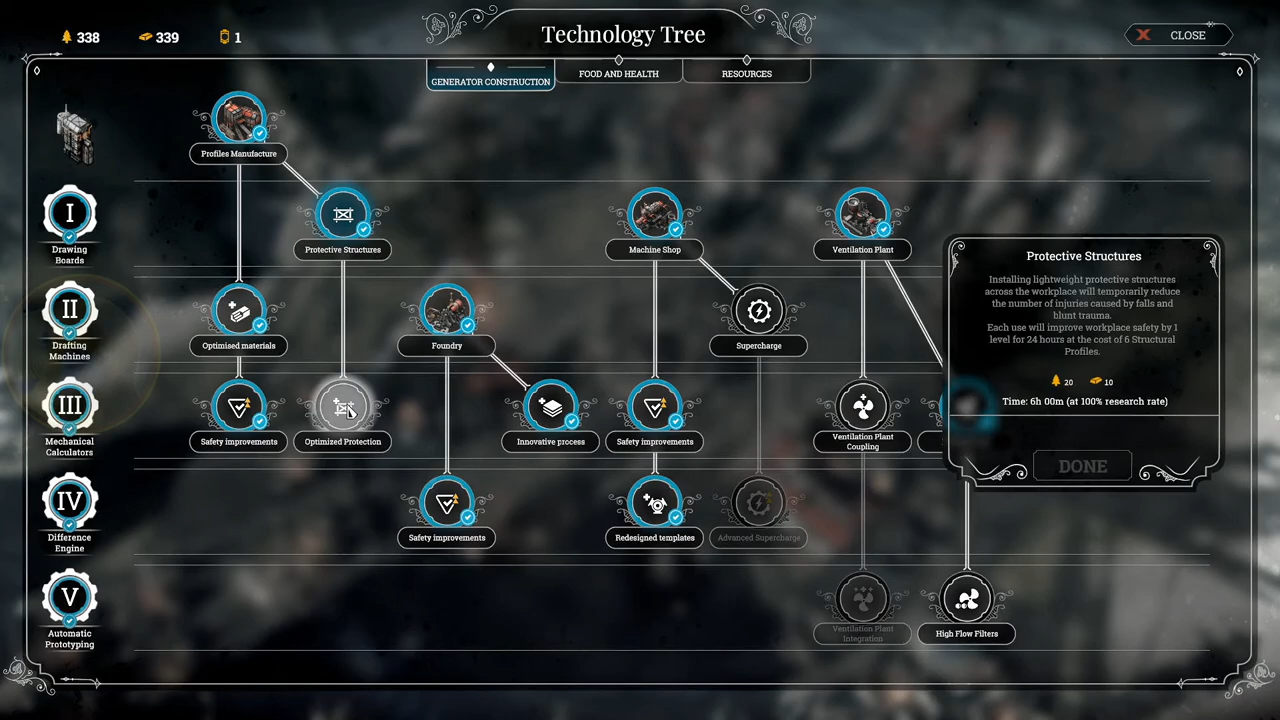 338
339
1
Technology Tree
CLOSE
GENERATOR CONSTRUCTION
FOOD AND HEALTH
RESOURCES
Profiles Manufacture
I
Drawing
Boards
Protective Structures
Machine Shop
Ventilation Plant
II
Drafting
Machines
Optimised materials
Foundry
Supercharge
III
Mechanical
Calculators
Safety improvements
Optimized Protection
Innovative process
Safety improvements
Ventilation Plant
Coupling
IV
Difference
Engine
Safety improvements
Redesigned templates
Advanced Supercharge
V
Automatic
Prototyping
Ventilation Plant
Integration
High Flow Filters
Protective Structures
Installing lightweight protective structures
across the workplace will temporarily reduce
the number of injuries caused by falls and
blunt trauma.
Each use will improve workplace safety by 1
level for 24 hours at the cost of 6 Structural
Profiles.
20
10
Time: 6h 00m (at 100% research rate)
DONE